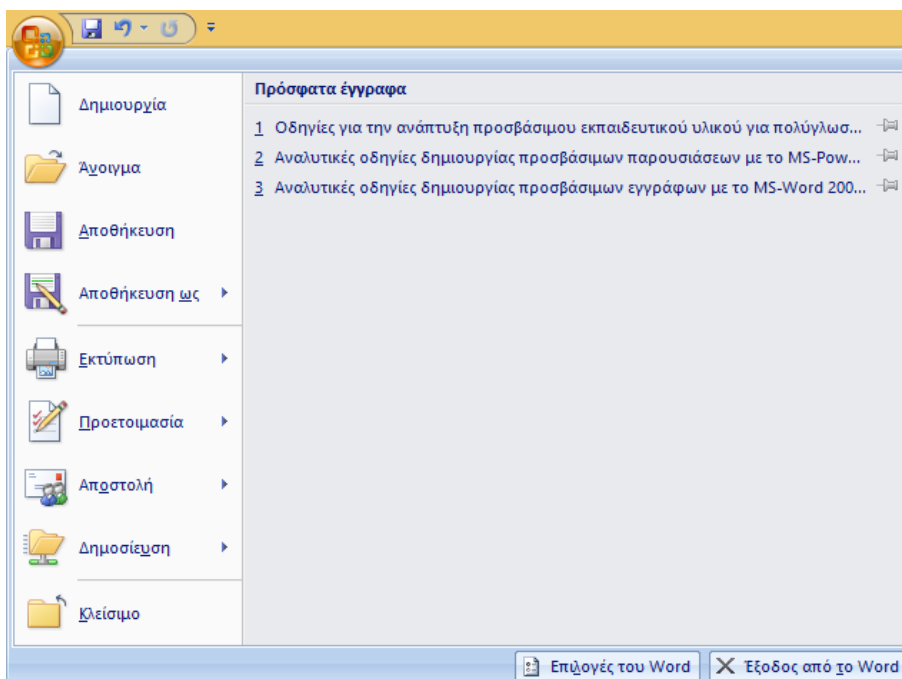 Πρόσφατα έγγραφα
1 Οδηγίες για την ανάπτυξη προσβάσιμου εκπαιδευτικού υλικού για πολύγλωσ...
2 Αναλυτικές οδηγίες δημιουργίας προσβάσιμων παρουσιάσεων με το MS-Pow...
3 Αναλυτικές οδηγίες δημιουργίας προσβάσιμων εγγράφων με το MS-Word 200...
Δημιουργία
Άνοιγμα
Αποθήκευση
Αποθήκευση ως
Εκτύπωση
Προετοιμασία
Αποστολή
Δημοσίευση
Κλείσιμο
Επιλογές του Word
Έξοδος από το Word